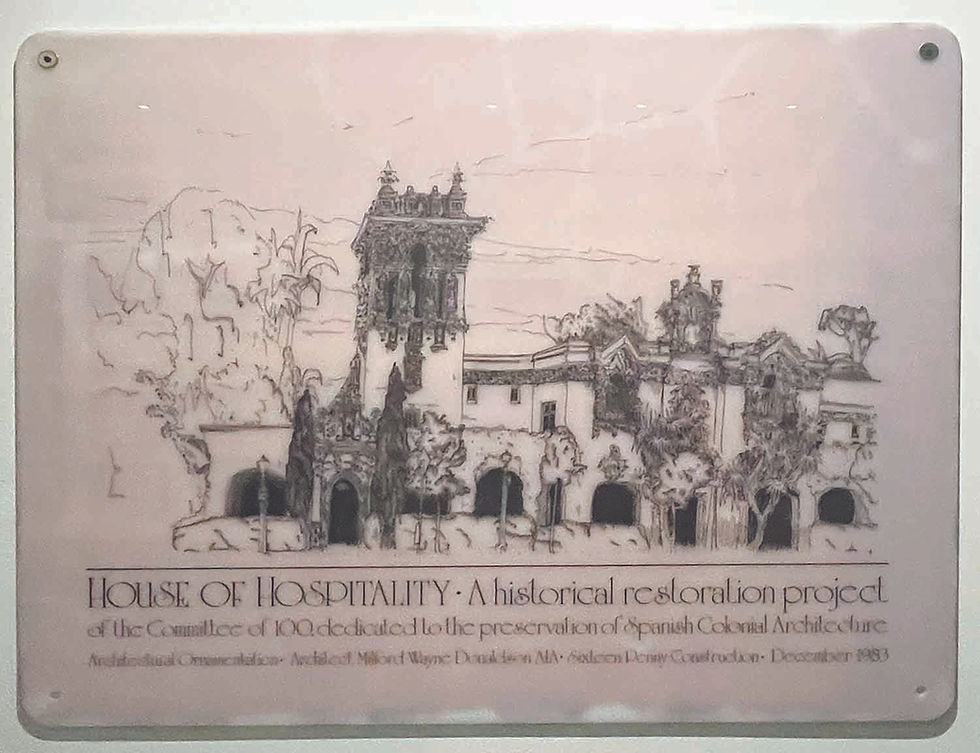 HOUSE OF HOSPITALITY · A historical restoration project
of the Committee of 100, dedicated to the preservation of Spanish Colonial Architecture
Architectural Ornamentation · Architect, Milford Wayne Donaldson AIA · Sixteen Penny Construction · December 1983